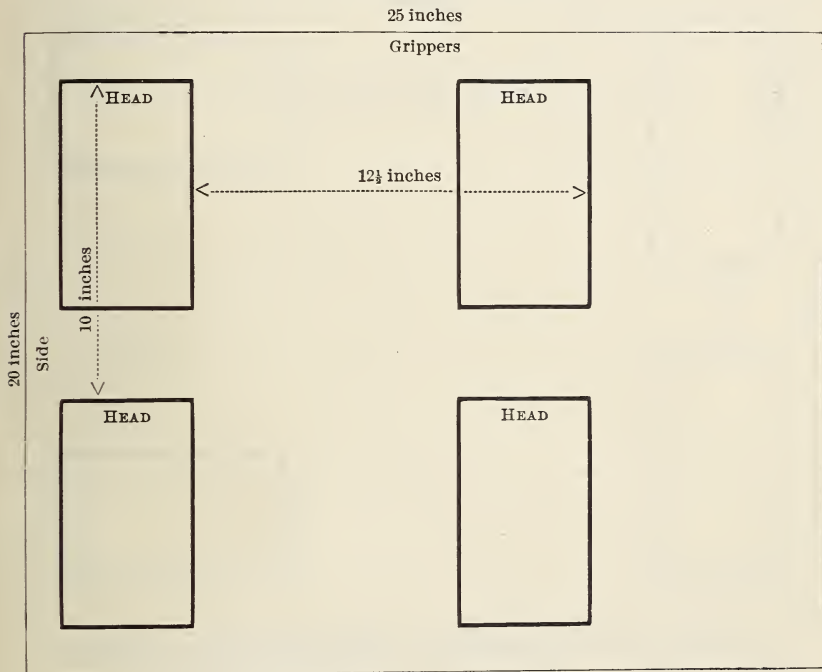 25 inches
Grippers
HEAD
HEAD
12½ inches
10 inches
20 inches
Side
HEAD
HEAD